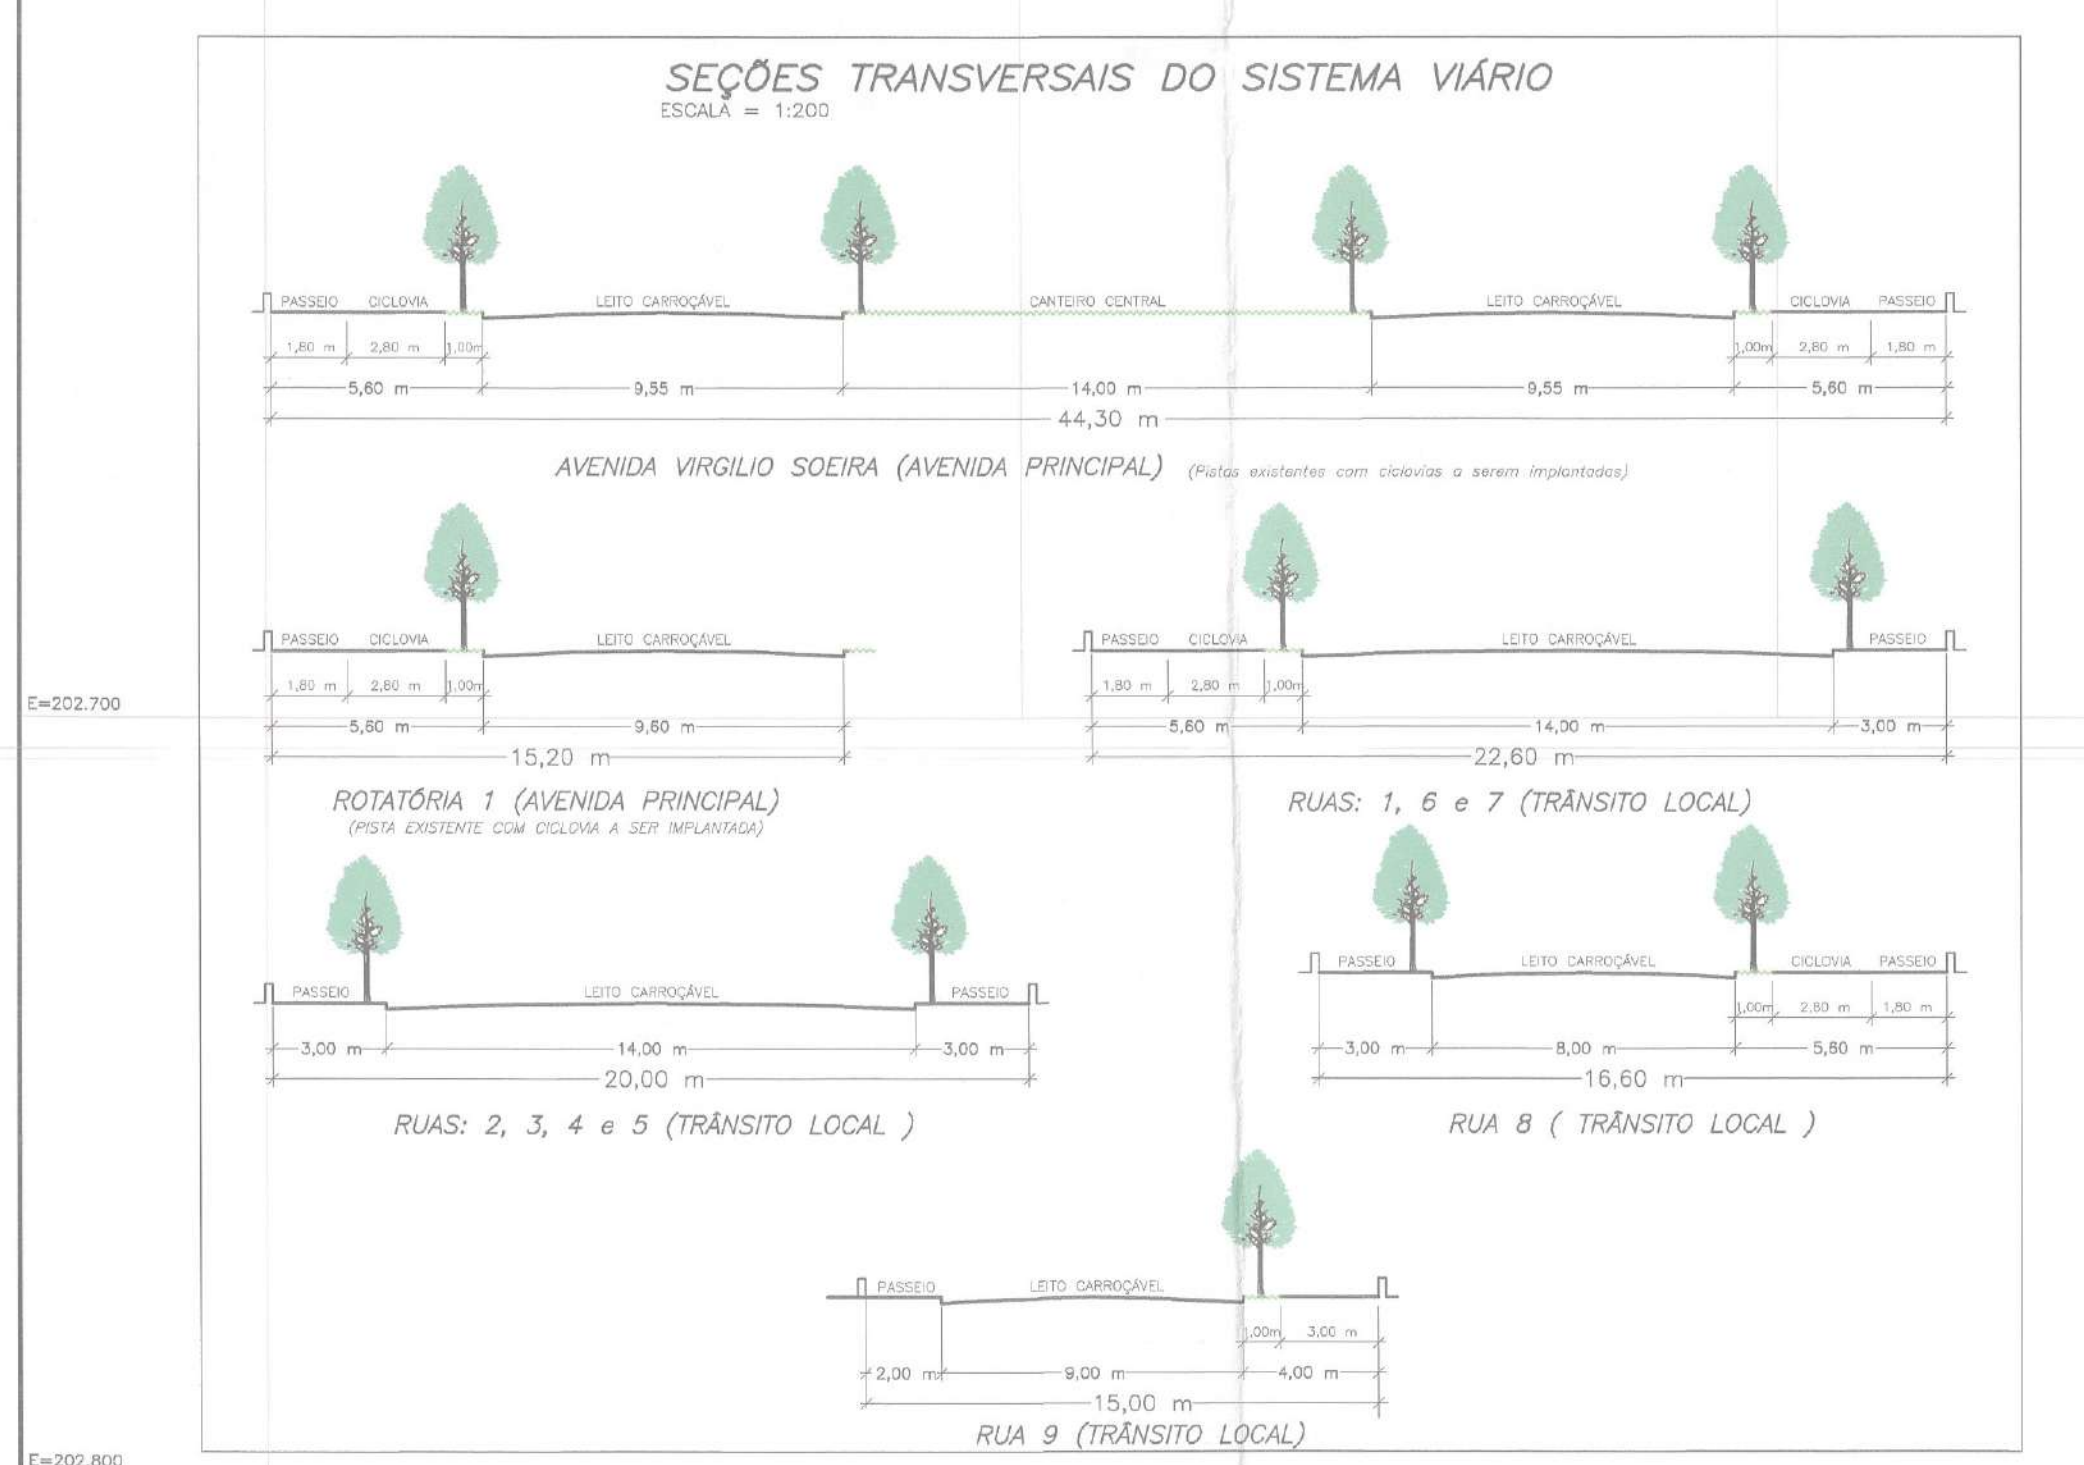 SEÇÕES TRANSVERSAIS DO SISTEMA VIÁRIO
ESCALA = 1:200
PASSEIO CICLOVIA LEITO CARROÇÁVEL CANTEIRO CENTRAL LEITO CARROÇÁVEL CICLOVIA PASSEIO
1,80 m 2,80 m 1,00m 1,00m 2,80 m 1,80 m
5,60 m 9,55 m 14,00 m 9,55 m 5,60 m
44,30 m
AVENIDA VIRGILIO SOEIRA (AVENIDA PRINCIPAL) (Pistas existentes com ciclovias a serem implantadas)
PASSEIO CICLOVIA LEITO CARROÇÁVEL
1,80 m 2,80 m 1,00m
5,60 m 9,60 m
15,20 m
ROTATÓRIA 1 (AVENIDA PRINCIPAL)
(PISTA EXISTENTE COM CICLOVIA A SER IMPLANTADA)
PASSEIO CICLOVIA LEITO CARROÇÁVEL PASSEIO
1,80 m 2,80 m 1,00m
5,60 m 14,00 m 3,00 m
22,60 m
RUAS: 1, 6 e 7 (TRÂNSITO LOCAL)
E=202.700
PASSEIO LEITO CARROÇÁVEL PASSEIO
3,00 m 14,00 m 3,00 m
20,00 m
RUAS: 2, 3, 4 e 5 (TRÂNSITO LOCAL )
PASSEIO LEITO CARROÇÁVEL CICLOVIA PASSEIO
1,00m 2,80 m 1,80 m
3,00 m 8,00 m 5,60 m
16,60 m
RUA 8 ( TRÂNSITO LOCAL )
PASSEIO LEITO CARROÇÁVEL
1,00m 3,00 m
2,00 m 9,00 m 4,00 m
15,00 m
RUA 9 (TRÂNSITO LOCAL)
E=202.800